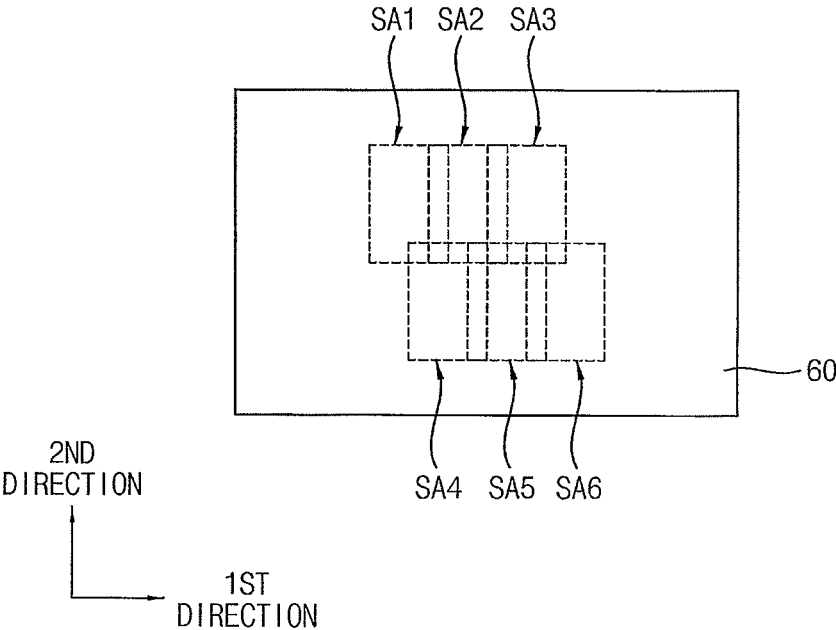 SA1 SA2 SA3
60
SA4 SA5 SA6
2ND
DIRECTION
1ST
DIRECTION